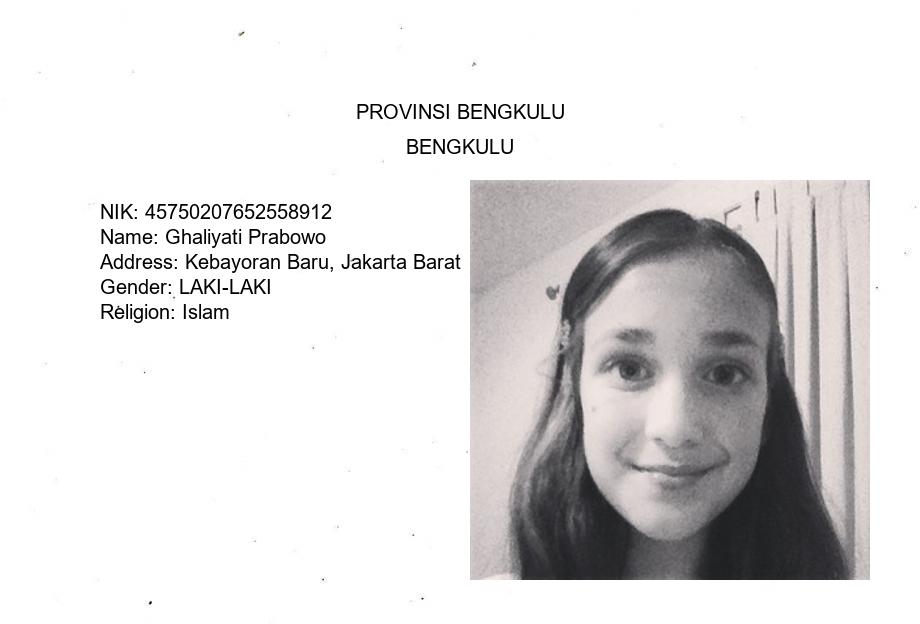 PROVINSI BENGKULU
BENGKULU
NIK: 45750207652558912
Name: Ghaliyati Prabowo
Address: Kebayoran Baru, Jakarta Barat
Gender: LAKI-LAKI
Religion: Islam